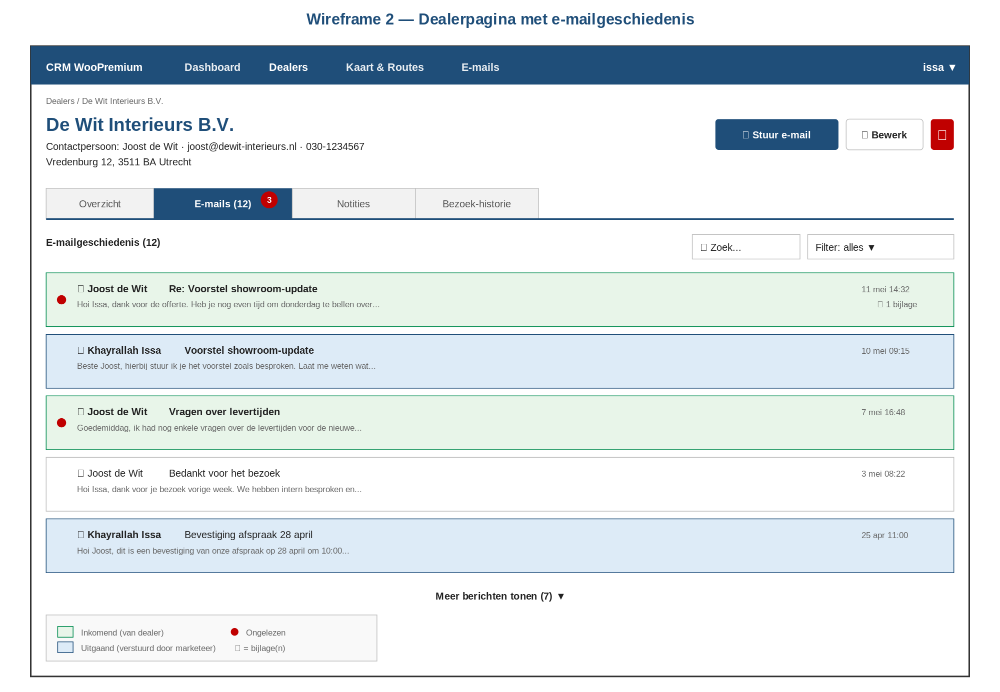 Wireframe 2 — Dealerpagina met e-mailgeschiedenis
CRM WooPremium Dashboard Dealers Kaart & Routes E-mails issa ▼
Dealers / De Wit Interieurs B.V.
De Wit Interieurs B.V.
Stuur e-mail Bewerk
Contactpersoon: Joost de Wit · joost@dewit-interieurs.nl · 030-1234567
Vredenburg 12, 3511 BA Utrecht
Overzicht E-mails (12) 3 Noties Bezoek-historie
E-mailgeschiedenis (12) Zoek... Filter: alles ▼
Joost de Wit Re: Voorstel showroom-update 11 mei 14:32
Hoi Issa, dank voor de offerte. Heb je nog even tijd om donderdag te bellen over... 1 bijlage
Khayrallah Issa Voorstel showroom-update 10 mei 09:15
Beste Joost, hierbij stuur ik je het voorstel zoals besproken. Laat me weten wat...
Joost de Wit Vragen over levertijden 7 mei 16:48
Goedemiddag, ik had nog enkele vragen over de levertijden voor de nieuwe...
Joost de Wit Bedankt voor het bezoek 3 mei 08:22
Hoi Issa, dank voor je bezoek vorige week. We hebben intern besproken en...
Khayrallah Issa Bevestiging afspraak 28 april 25 apr 11:00
Hoi Joost, dit is een bevestiging van onze afspraak op 28 april om 10:00...
Meer berichten tonen (7) ▼
Inkomend (van dealer) Ongelezen
Uitgaand (verstuurd door marketeer) = bijlage(n)